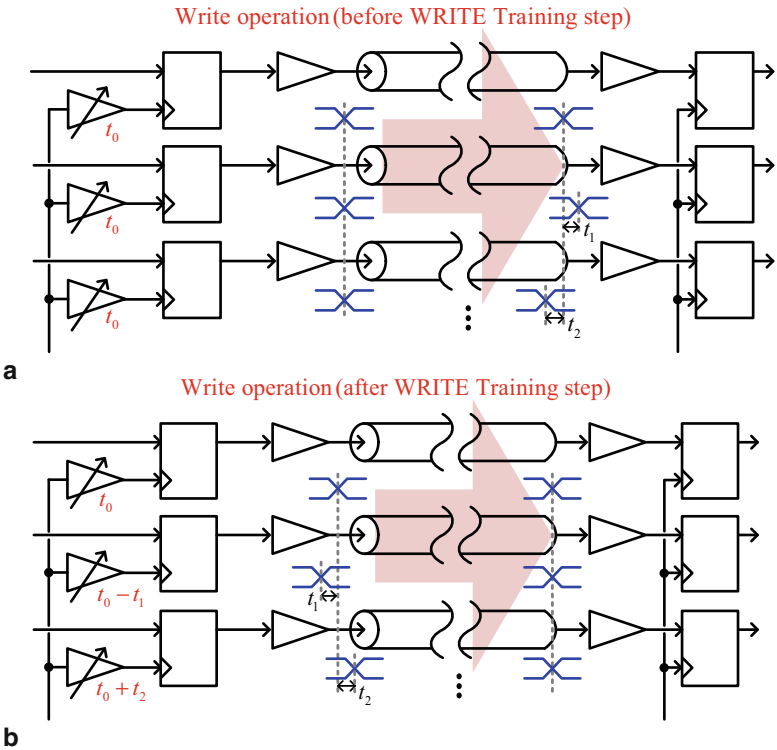 Write operation (before WRITE Training step)
t0
t0
t1
t0
t2
a
Write operation (after WRITE Training step)
t0
t0 − t1
t1
t0 + t2
t2
b